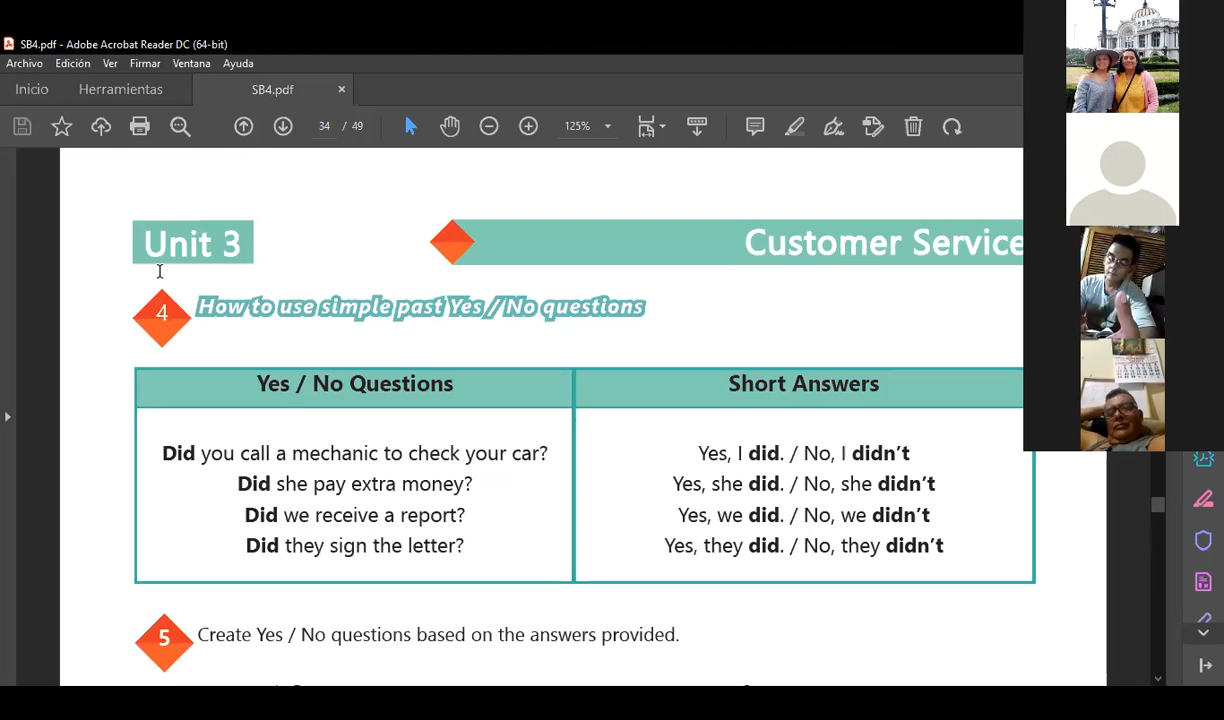 SB4.pdf - Adobe Acrobat Reader DC (64-bit)
Archivo Edición Ver Firmar Ventana Ayuda
Inicio Herramientas SB4.pdf ×
34 / 49 125%
Unit 3 Customer Service
4 How to use simple past Yes / No questions
Yes / No Questions Short Answers
Did you call a mechanic to check your car? Yes, I did. / No, I didn't
Did she pay extra money? Yes, she did. / No, she didn't
Did we receive a report? Yes, we did. / No, we didn't
Did they sign the letter? Yes, they did. / No, they didn't
5 Create Yes / No questions based on the answers provided.